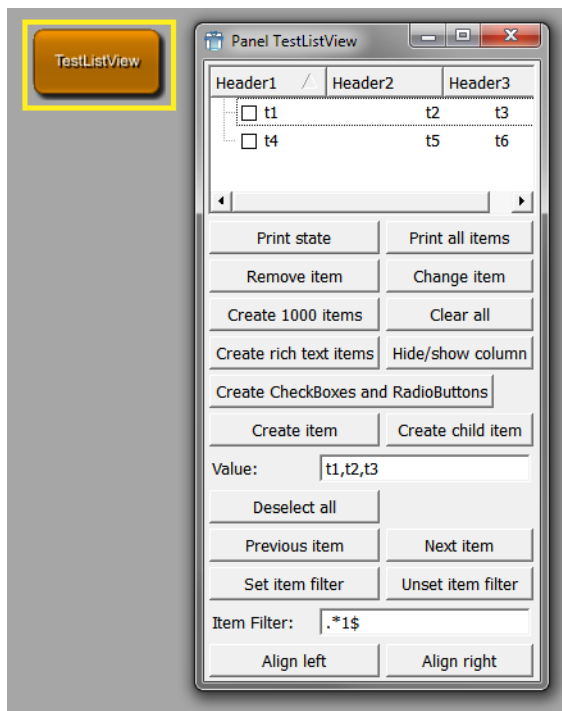 TestListView
Panel TestListView
Header1 Header2 Header3
t1 t2 t3
t4 t5 t6
Print state Print all items
Remove item Change item
Create 1000 items Clear all
Create rich text items Hide/show column
Create CheckBoxes and RadioButtons
Create item Create child item
Value: t1,t2,t3
Deselect all
Previous item Next item
Set item filter Unset item filter
Item Filter: .*1$
Align left Align right